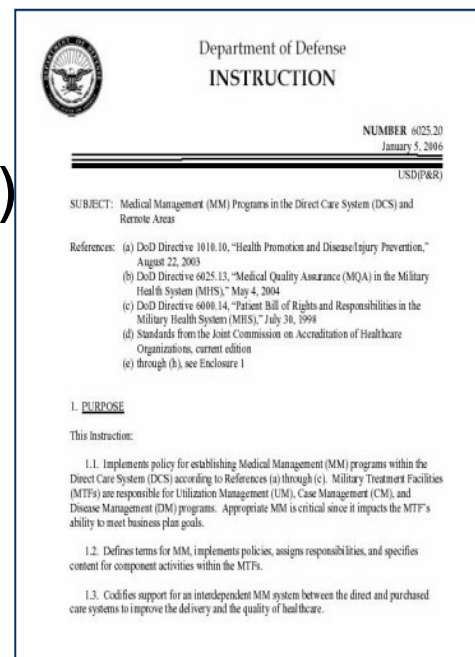 )
Department of Defense
INSTRUCTION
NUMBER 6025.20
January 5, 2006
USD(P&R)
SUBJECT: Medical Management (MM) Programs in the Direct Care System (DCS) and
Remote Areas
References: (a) DoD Directive 1010.10, “Health Promotion and Disease/Injury Prevention,”
August 22, 2003
(b) DoD Directive 6025.13, “Medical Quality Assurance (MQA) in the Military
Health System (MHS),” May 4, 2004
(c) DoD Directive 6000.14, “Patient Bill of Rights and Responsibilities in the
Military Health System (MHS),” July 30, 1998
(d) Standards from the Joint Commission on Accreditation of Healthcare
Organizations, current edition
(e) through (h), see Enclosure 1
1. PURPOSE
This Instruction:
1.1. Implements policy for establishing Medical Management (MM) programs within the
Direct Care System (DCS) according to References (a) through (c). Military Treatment Facilities
(MTFs) are responsible for Utilization Management (UM), Case Management (CM), and
Disease Management (DM) programs. Appropriate MM is critical since it impacts the MTF’s
ability to meet business plan goals.
1.2. Defines terms for MM, implements policies, assigns responsibilities, and specifies
content for component activities within the MTFs.
1.3. Codifies support for an interdependent MM system between the direct and purchased
care systems to improve the delivery and the quality of healthcare.